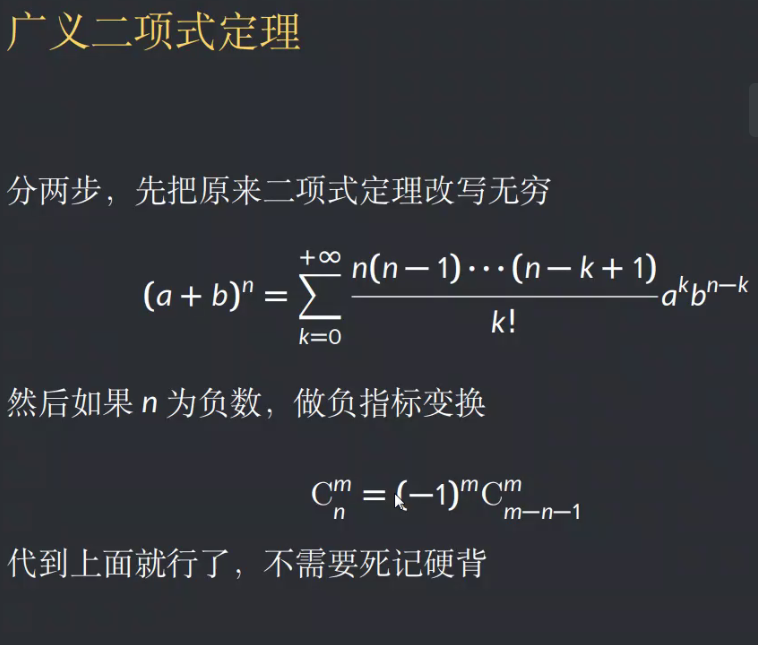 广义二项式定理
分两步，先把原来二项式定理改写无穷
$(a + b)^n = \sum_{k=0}^{+\infty} \frac{n(n-1)\cdots(n-k+1)}{k!} a^k b^{n-k}$
然后如果 n 为负数，做负指标变换
$\mathrm{C}_n^m = (-1)^m \mathrm{C}_{m-n-1}^m$
代到上面就行了，不需要死记硬背